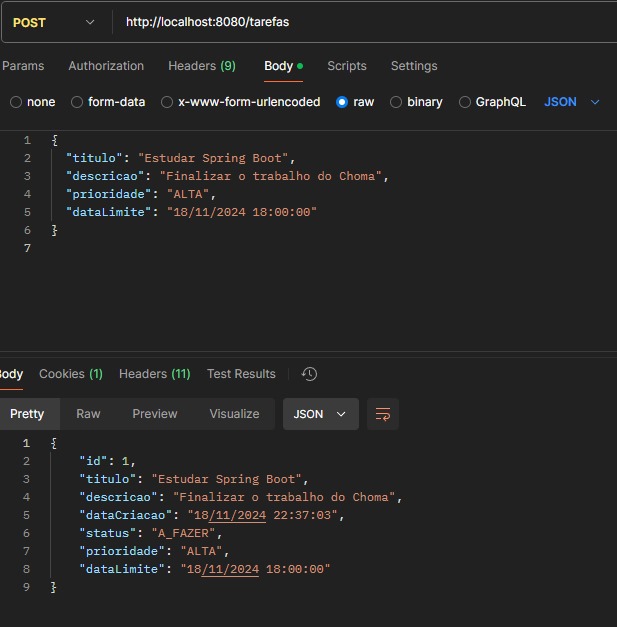 POST http://localhost:8080/tarefas
Params Authorization Headers (9) Body Scripts Settings
none form-data x-www-form-urlencoded raw binary GraphQL JSON
1 {
2 "titulo": "Estudar Spring Boot",
3 "descricao": "Finalizar o trabalho do Choma",
4 "prioridade": "ALTA",
5 "dataLimite": "18/11/2024 18:00:00"
6 }
7
Body Cookies (1) Headers (11) Test Results
Pretty Raw Preview Visualize JSON
1 {
2 "id": 1,
3 "titulo": "Estudar Spring Boot",
4 "descricao": "Finalizar o trabalho do Choma",
5 "dataCriacao": "18/11/2024 22:37:03",
6 "status": "A_FAZER",
7 "prioridade": "ALTA",
8 "dataLimite": "18/11/2024 18:00:00"
9 }